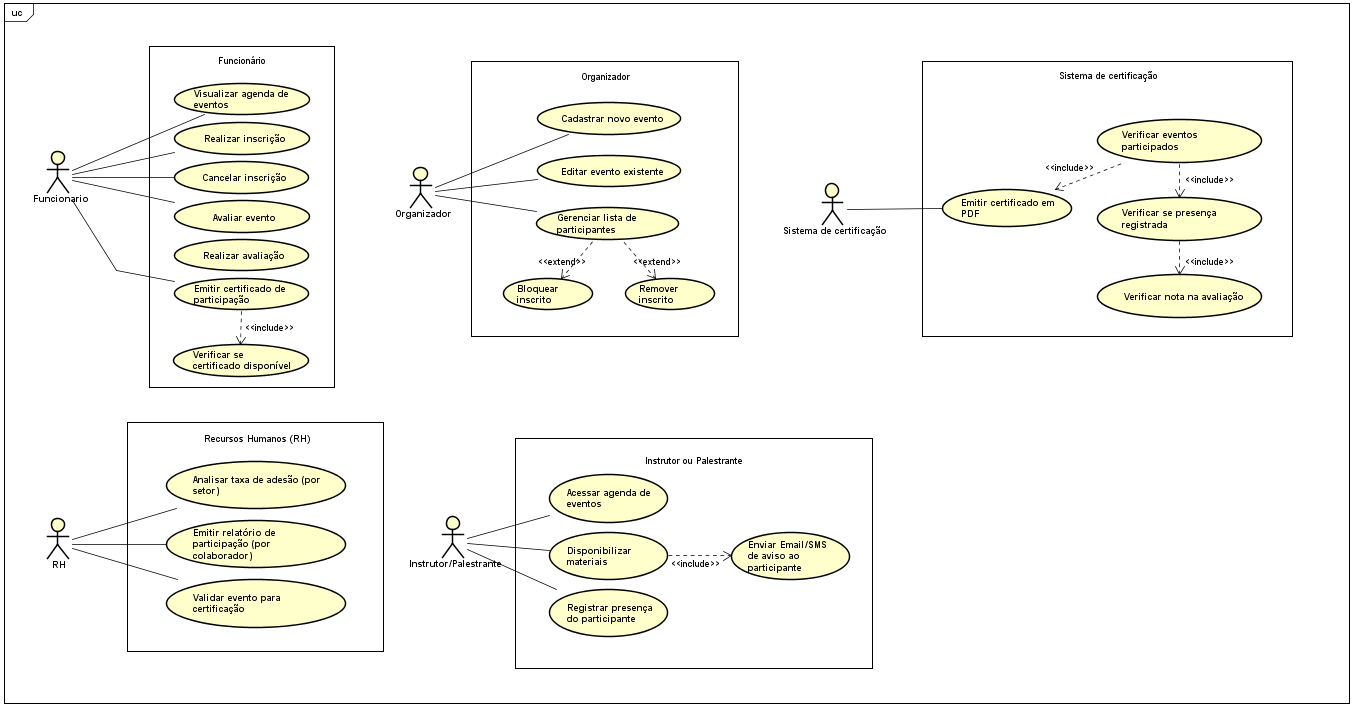 uc
Funcionário
Visualizar agenda de
eventos
Realizar inscrição
Cancelar inscrição
Avaliar evento
Realizar avaliação
Emitir certificado de
participação
<<include>>
Verificar se
certificado disponível
Funcionario
Organizador
Cadastrar novo evento
Editar evento existente
Gerenciar lista de
participantes
<<extend>>
<<extend>>
Bloquear
inscrito
Remover
inscrito
Organizador
Sistema de certificação
Verificar eventos
participados
<<include>>
<<include>>
Emitir certificado em
PDF
Verificar se presença
registrada
<<include>>
Verificar nota na avaliação
Sistema de certificação
Recursos Humanos (RH)
Analisar taxa de adesão (por
setor)
Emitir relatório de
participação (por
colaborador)
Validar evento para
certificação
RH
Instrutor ou Palestrante
Acessar agenda de
eventos
Disponibilizar
materiais
<<include>>
Enviar Email/SMS
de aviso ao
participante
Registrar presença
do participante
Instrutor/Palestrante